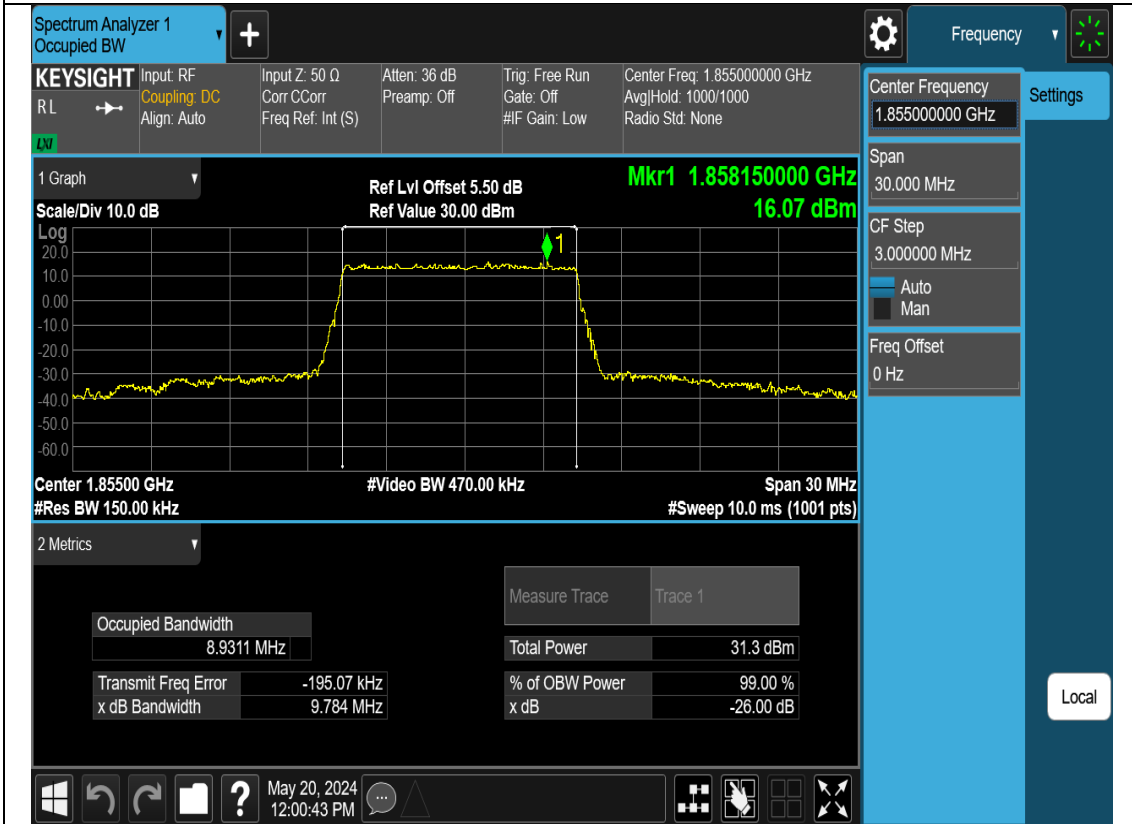 Spectrum Analyzer 1
Occupied BW
Frequency
KEYSIGHT
RL
LXI
Input: RF
Coupling: DC
Align: Auto
Input Z: 50 Ω
Corr CCorr
Freq Ref: Int (S)
Atten: 36 dB
Preamp: Off
Trig: Free Run
Gate: Off
#IF Gain: Low
Center Freq: 1.855000000 GHz
Avg|Hold: 1000/1000
Radio Std: None
1 Graph
Scale/Div 10.0 dB
Ref Lvl Offset 5.50 dB
Ref Value 30.00 dBm
Mkr1 1.858150000 GHz
16.07 dBm
Log
20.0
10.0
0.00
-10.0
-20.0
-30.0
-40.0
-50.0
-60.0
1
Center 1.85500 GHz
#Res BW 150.00 kHz
#Video BW 470.00 kHz
Span 30 MHz
#Sweep 10.0 ms (1001 pts)
2 Metrics
Measure Trace Trace 1
Occupied Bandwidth
8.9311 MHz
Total Power 31.3 dBm
Transmit Freq Error -195.07 kHz
% of OBW Power 99.00 %
x dB Bandwidth 9.784 MHz
x dB -26.00 dB
Center Frequency
1.855000000 GHz
Settings
Span
30.000 MHz
CF Step
3.000000 MHz
Auto
Man
Freq Offset
0 Hz
Local
?
May 20, 2024
12:00:43 PM